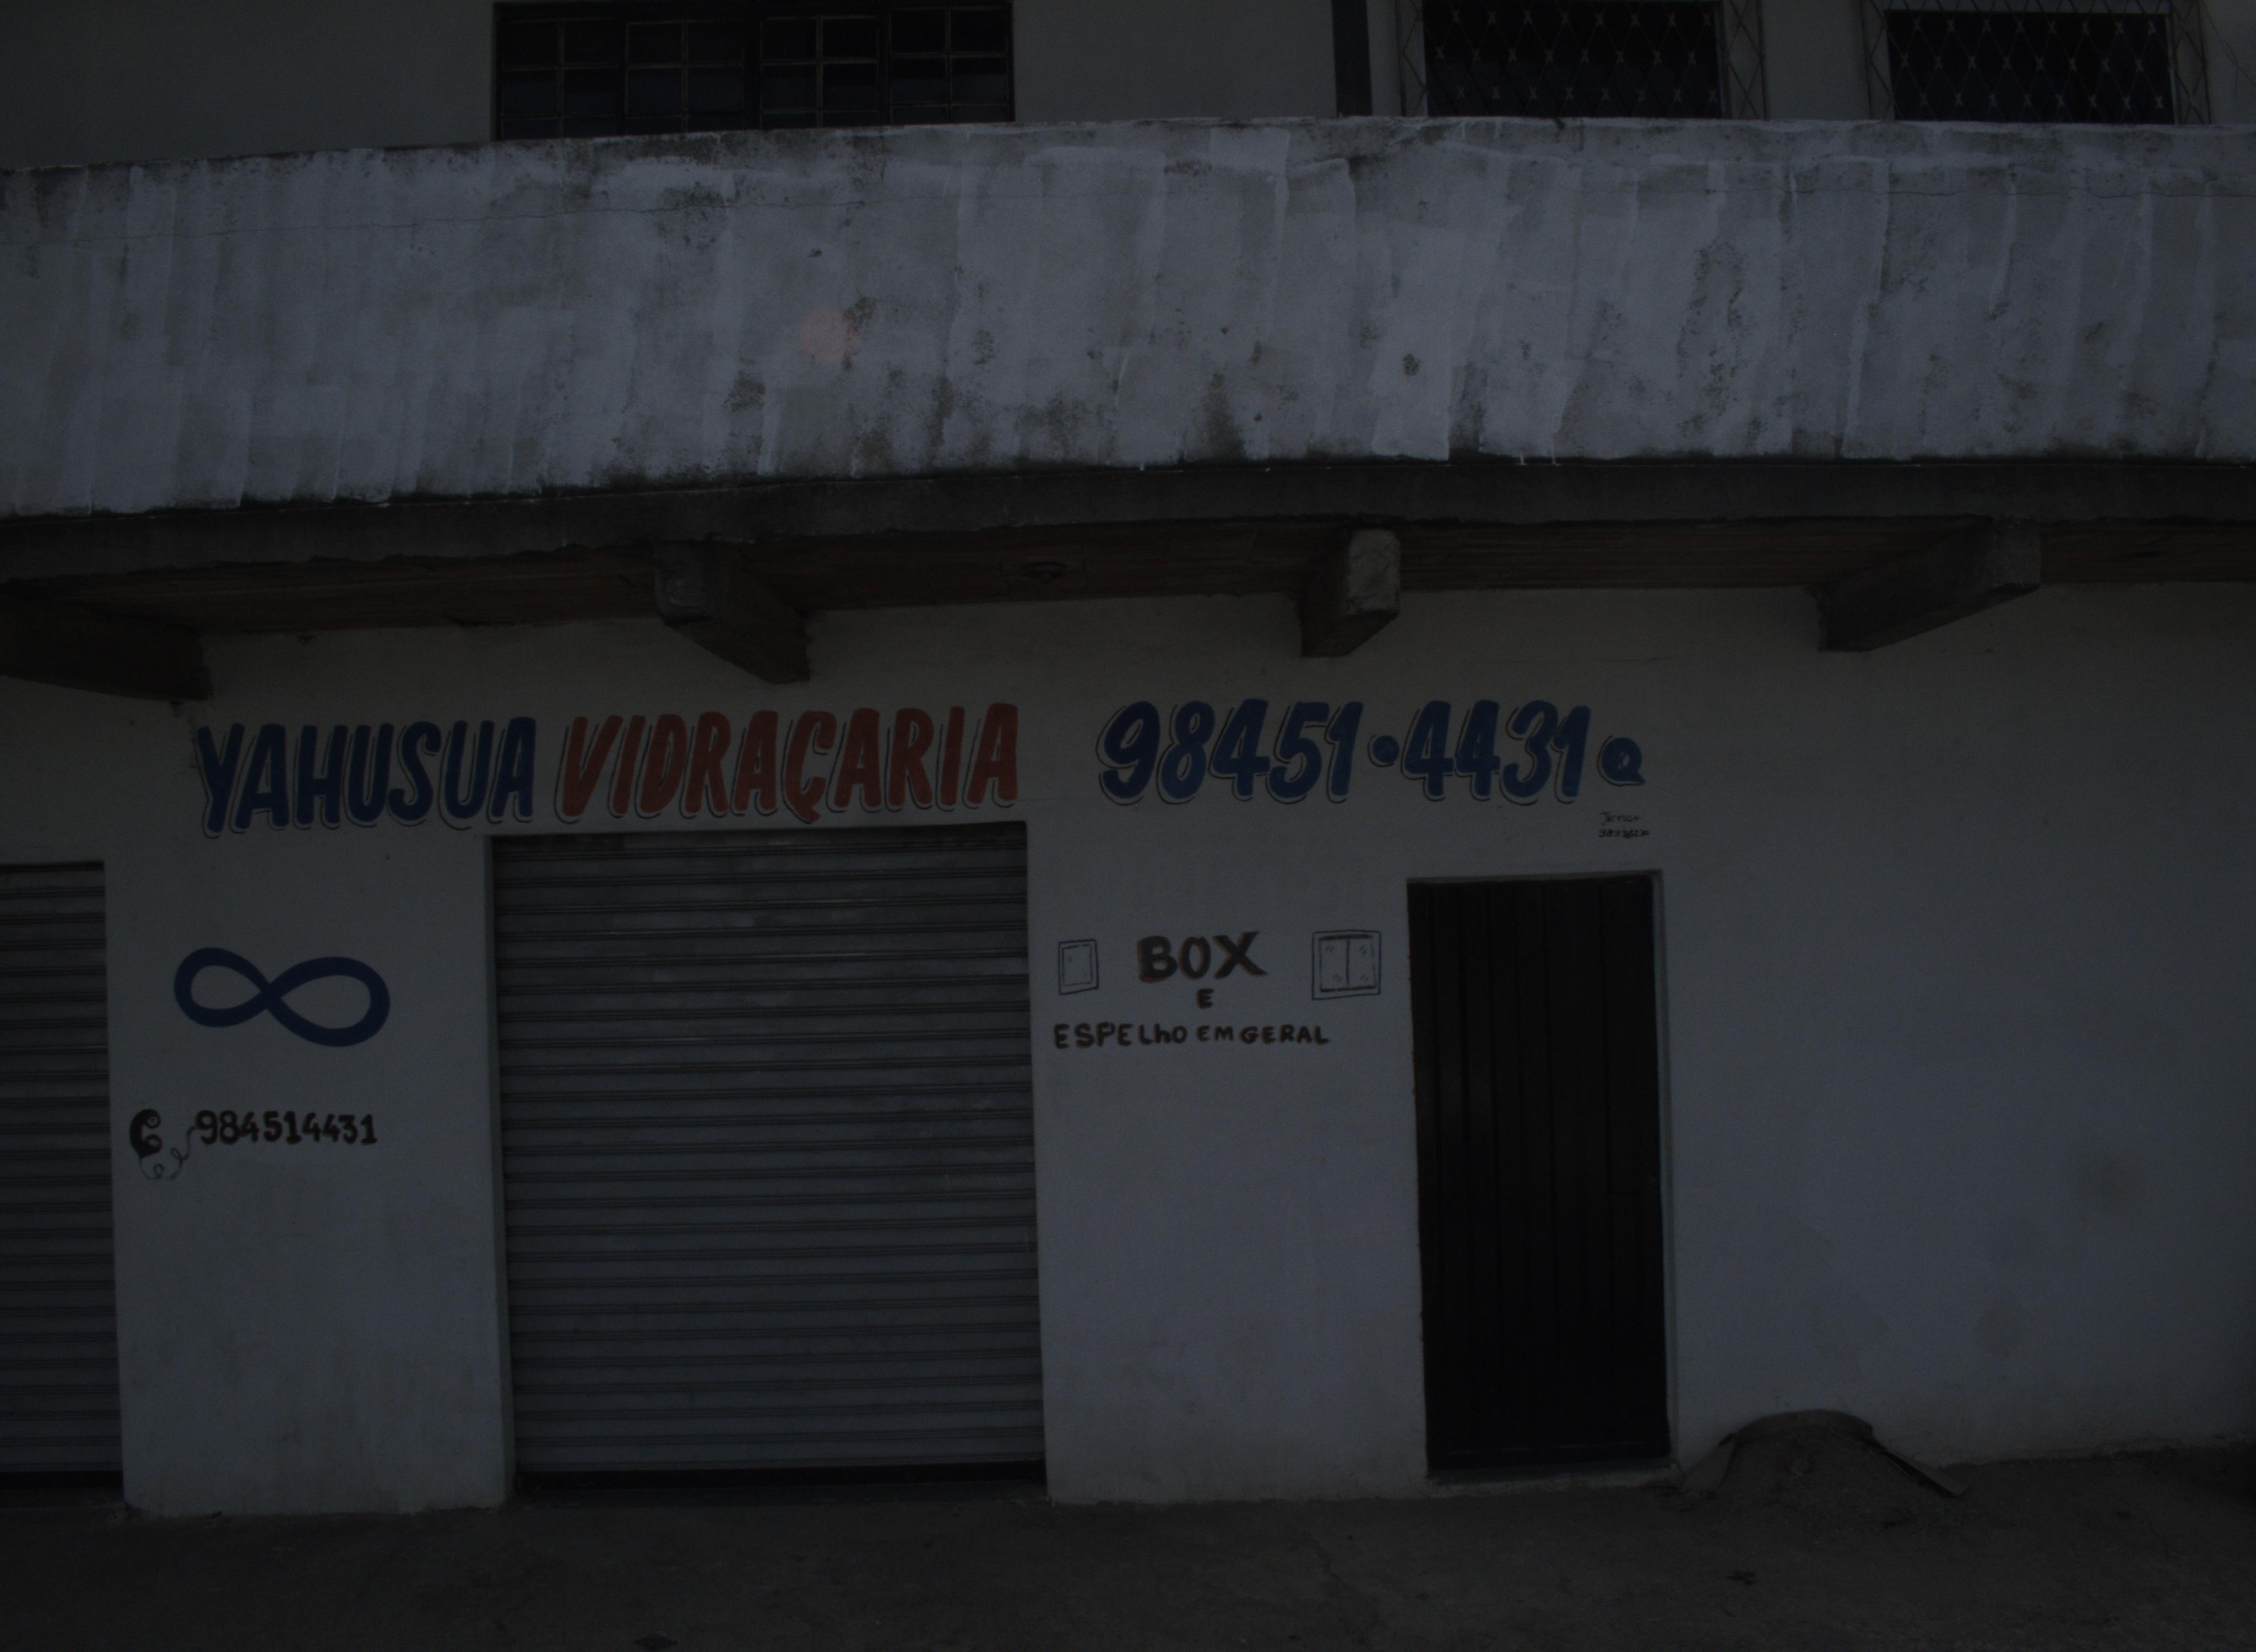 YAHUSUA VIDRAÇARIA 98451•4431
BOX
E
ESPELhO EM GERAL
984514431